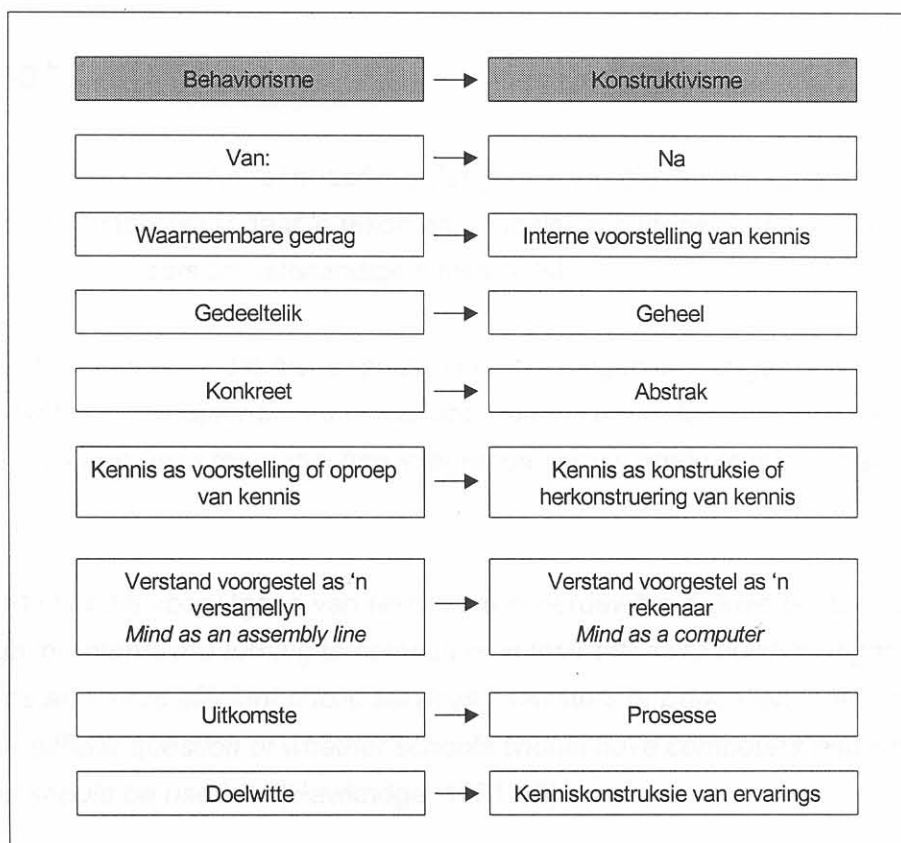 Behaviorisme Konstruktivisme
Van: Na
Waarneembare gedrag Interne voorstelling van kennis
Gedeeltelik Geheel
Konkreet Abstrak
Kennis as voorstelling of oproep
van kennis
Kennis as konstruksie of
herkonstruering van kennis
Verstand voorgestel as ‘n
versamellyn
Mind as an assembly line
Verstand voorgestel as ‘n
rekenaar
Mind as a computer
Uitkomste Prosesse
Doelwitte Kenniskonstruksie van ervarings